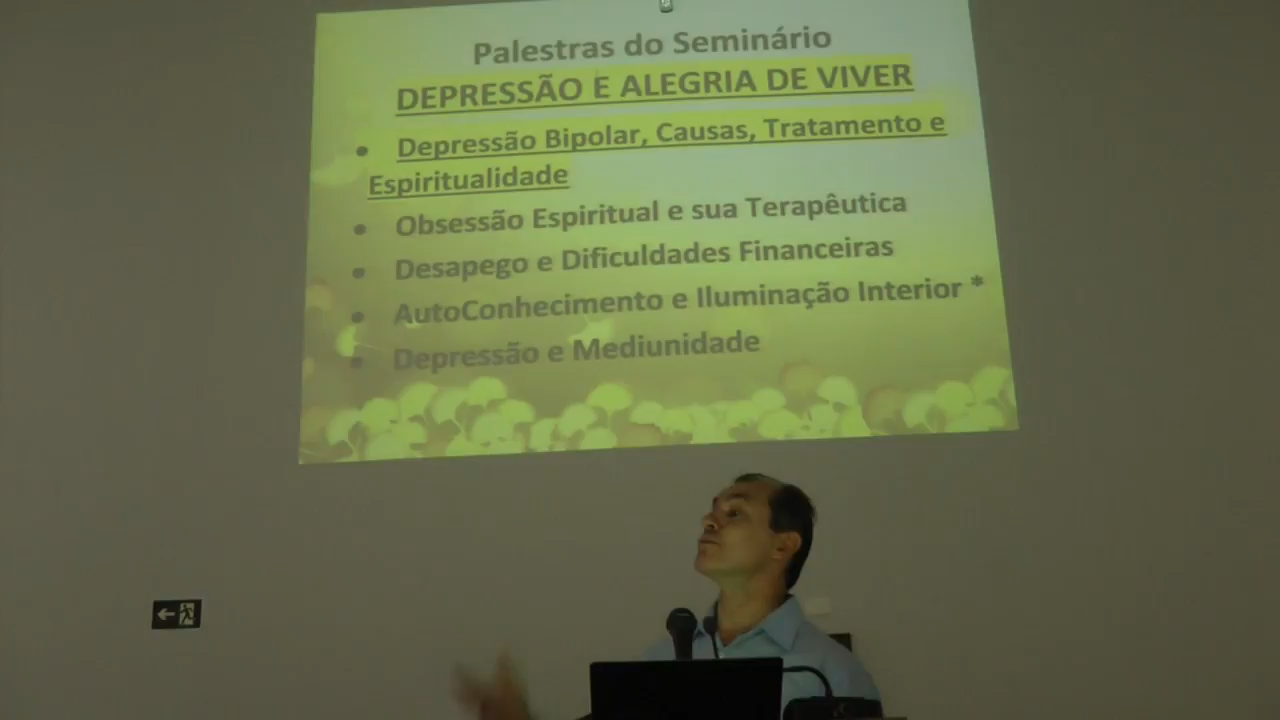 Palestras do Seminário
DEPRESSÃO E ALEGRIA DE VIVER
• Depressão Bipolar, Causas, Tratamento e
Espiritualidade
• Obsessão Espiritual e sua Terapêutica
• Desapego e Dificuldades Financeiras
• AutoConhecimento e Iluminação Interior *
• Depressão e Mediunidade